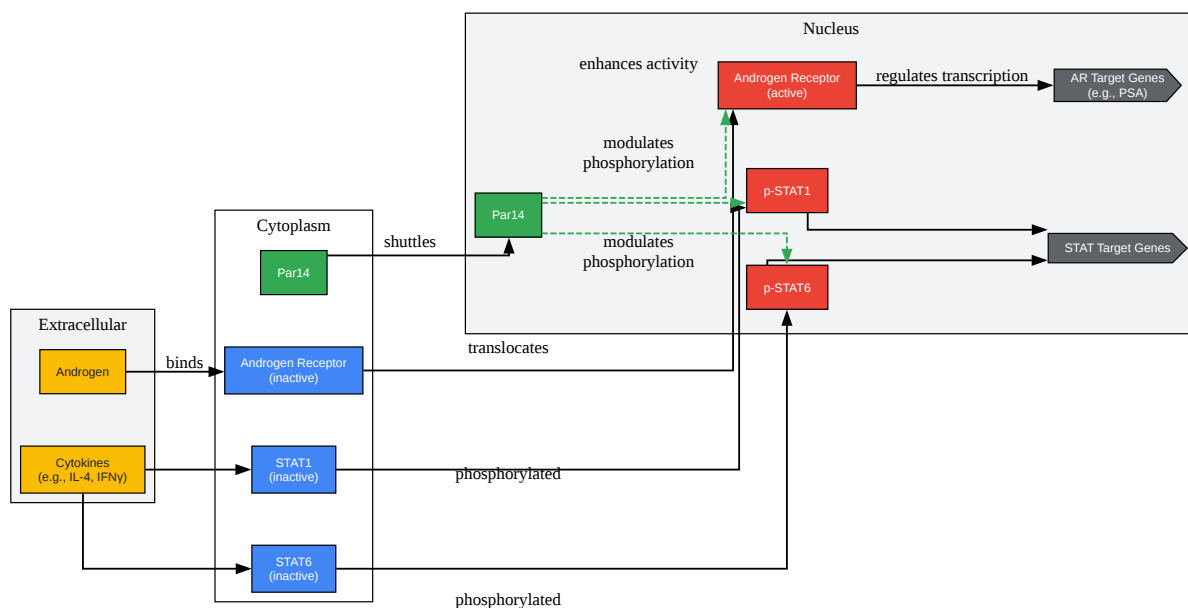 Nucleus
enhances activity
Androgen Receptor
(active)
regulates transcription
AR Target Genes
(e.g., PSA)
modulates
phosphorylation
p-STAT1
Par14
Cytoplasm
shuttles
modulates
phosphorylation
STAT Target Genes
Par14
p-STAT6
Extracellular
translocates
Androgen
binds
Androgen Receptor
(inactive)
Cytokines
(e.g., IL-4, IFNγ)
STAT1
(inactive)
phosphorylated
STAT6
(inactive)
phosphorylated